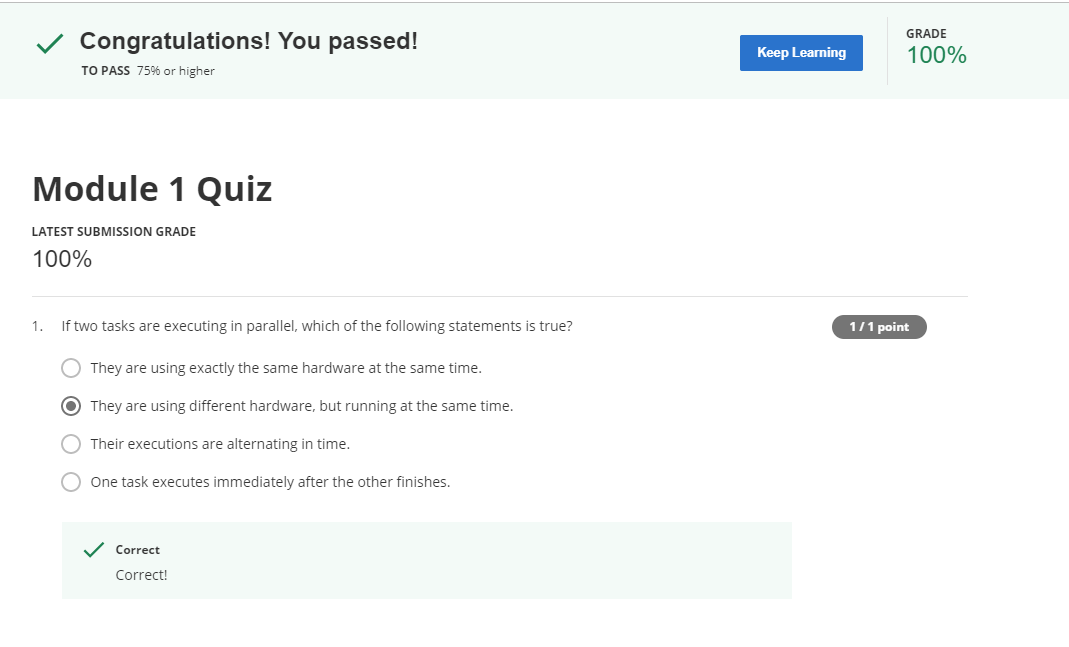 Congratulations! You passed!
TO PASS 75% or higher
Keep Learning
GRADE
100%
Module 1 Quiz
LATEST SUBMISSION GRADE
100%
1. If two tasks are executing in parallel, which of the following statements is true?
1 / 1 point
They are using exactly the same hardware at the same time.
They are using different hardware, but running at the same time.
Their executions are alternating in time.
One task executes immediately after the other finishes.
Correct
Correct!